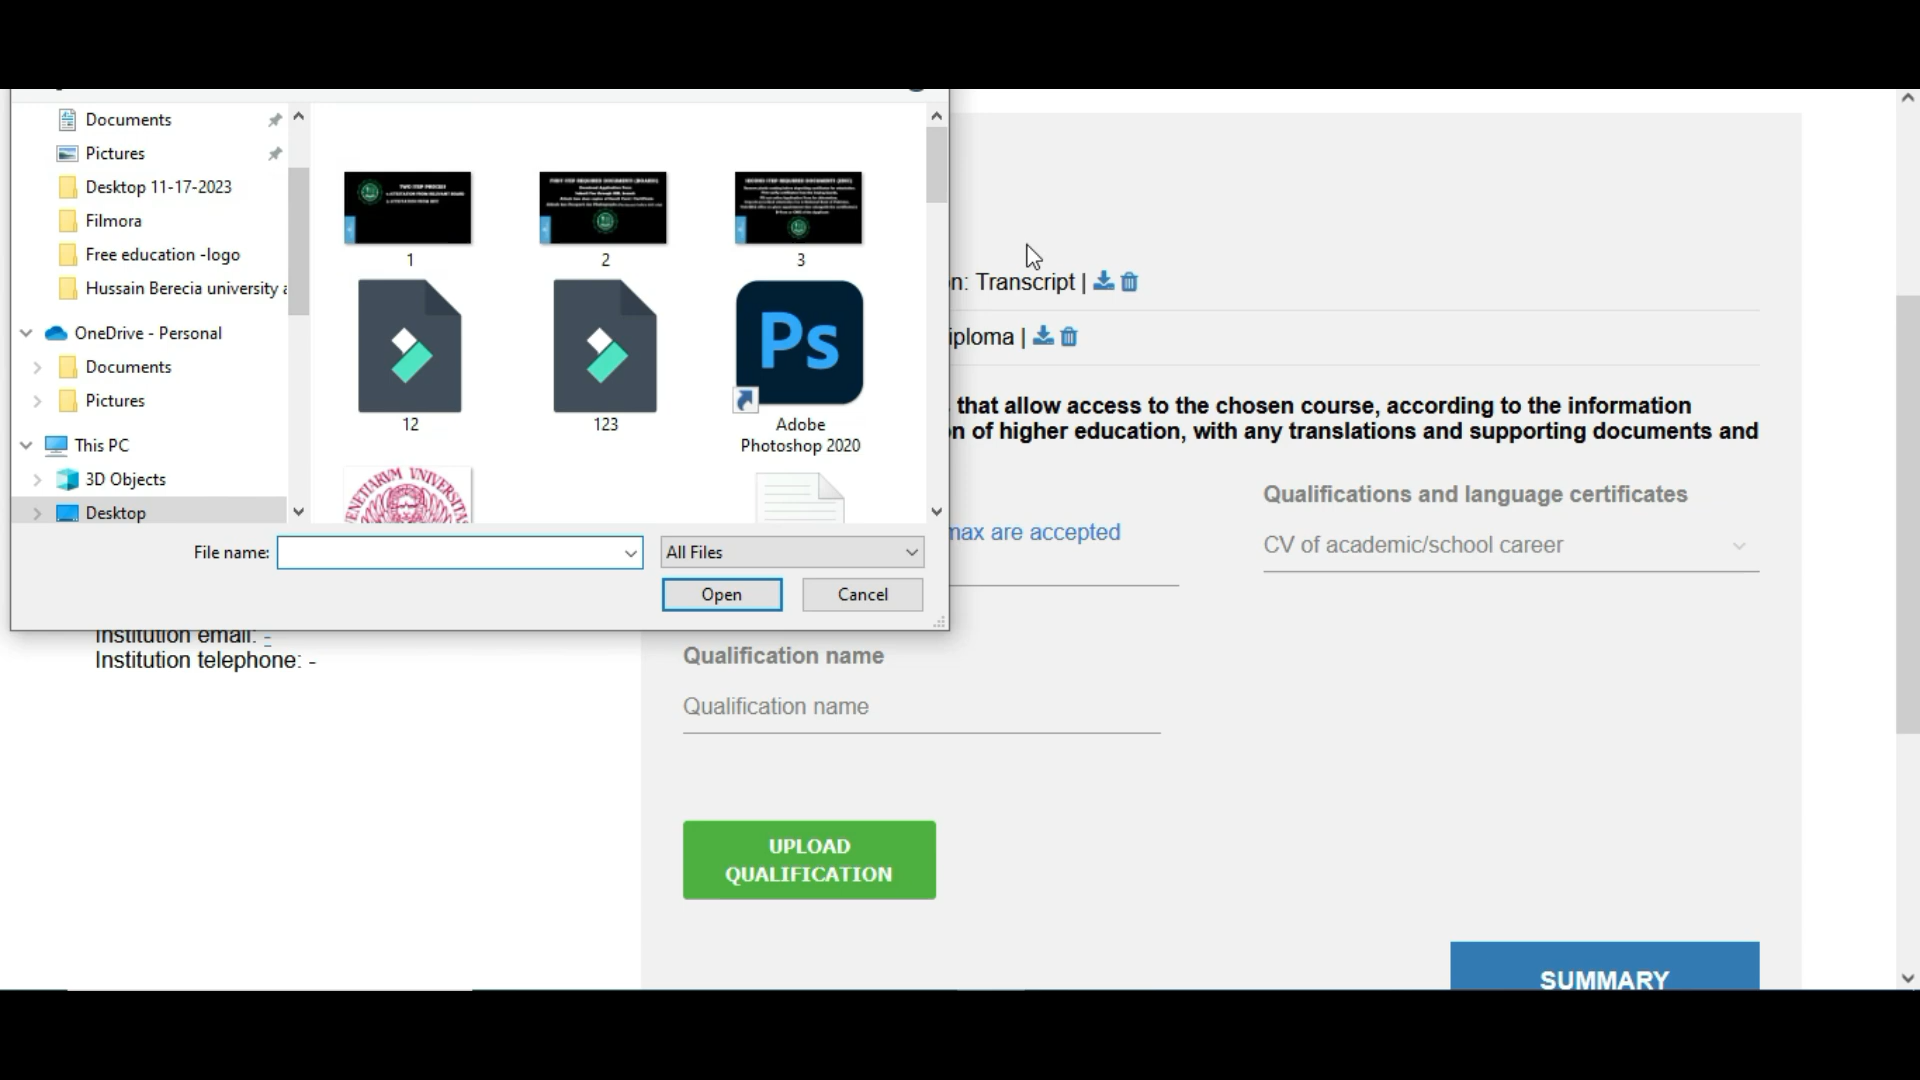 Documents
Pictures
Desktop 11-17-2023
Filmora
Free education -logo
Hussain Berecia university a
OneDrive - Personal
Documents
Pictures
This PC
3D Objects
Desktop
TWO STEP PROCESS
1
2
3
12
123
Ps
Adobe
Photoshop 2020
File name:
All Files
Open
Cancel
n: Transcript |
iploma |
that allow access to the chosen course, according to the information
n of higher education, with any translations and supporting documents and
max are accepted
Qualifications and language certificates
CV of academic/school career
Institution email: -
Institution telephone: -
Qualification name
Qualification name
UPLOAD
QUALIFICATION
SUMMARY